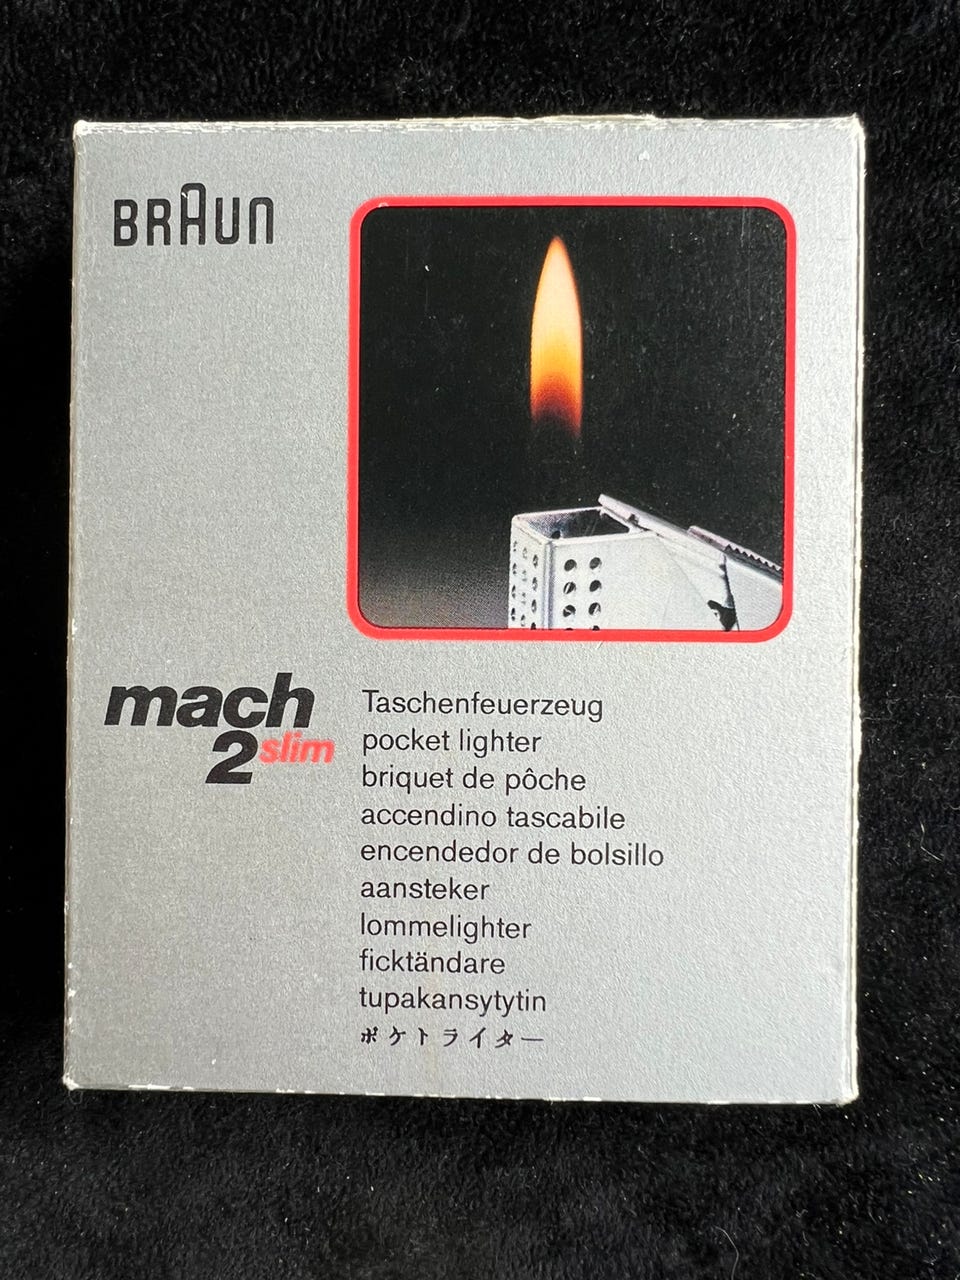 BRAUN
mach
2 slim
Taschenfeuerzeug
pocket lighter
briquet de pôche
accendino tascabile
encendedor de bolsillo
aansteker
lommelighter
ficktändare
tupakansytytin
ポケトライター